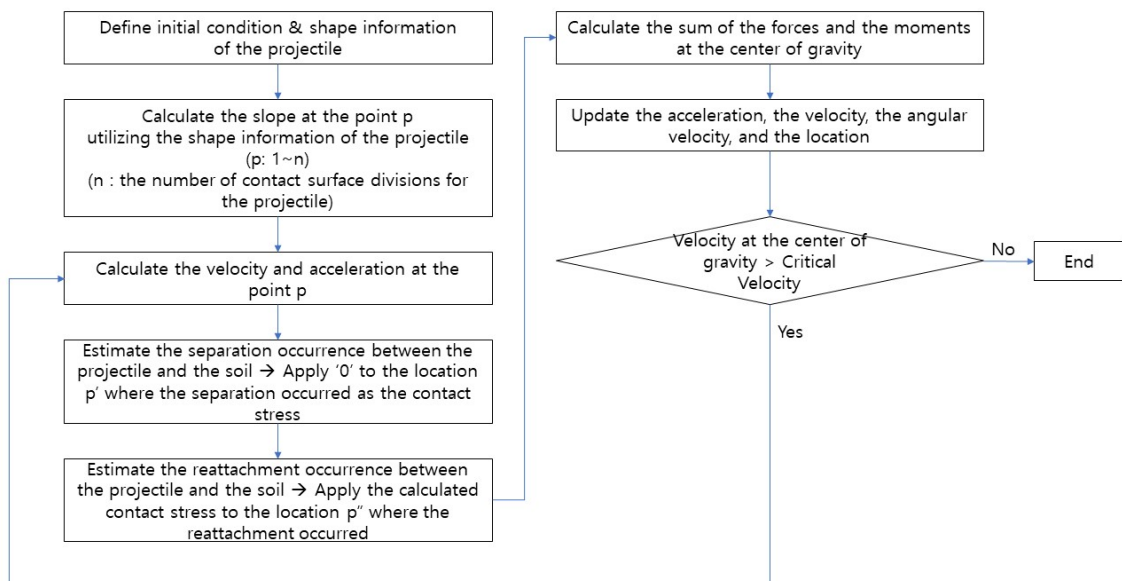 Define initial condition & shape information
of the projectile
Calculate the slope at the point p
utilizing the shape information of the projectile
(p: 1~n)
(n : the number of contact surface divisions for
the projectile)
Calculate the velocity and acceleration at the
point p
Estimate the separation occurrence between the
projectile and the soil → Apply ‘0’ to the location
p’ where the separation occurred as the contact
stress
Estimate the reattachment occurrence between
the projectile and the soil → Apply the calculated
contact stress to the location p” where the
reattachment occurred
Calculate the sum of the forces and the moments
at the center of gravity
Update the acceleration, the velocity, the angular
velocity, and the location
Velocity at the center of
gravity > Critical
Velocity
No
End
Yes